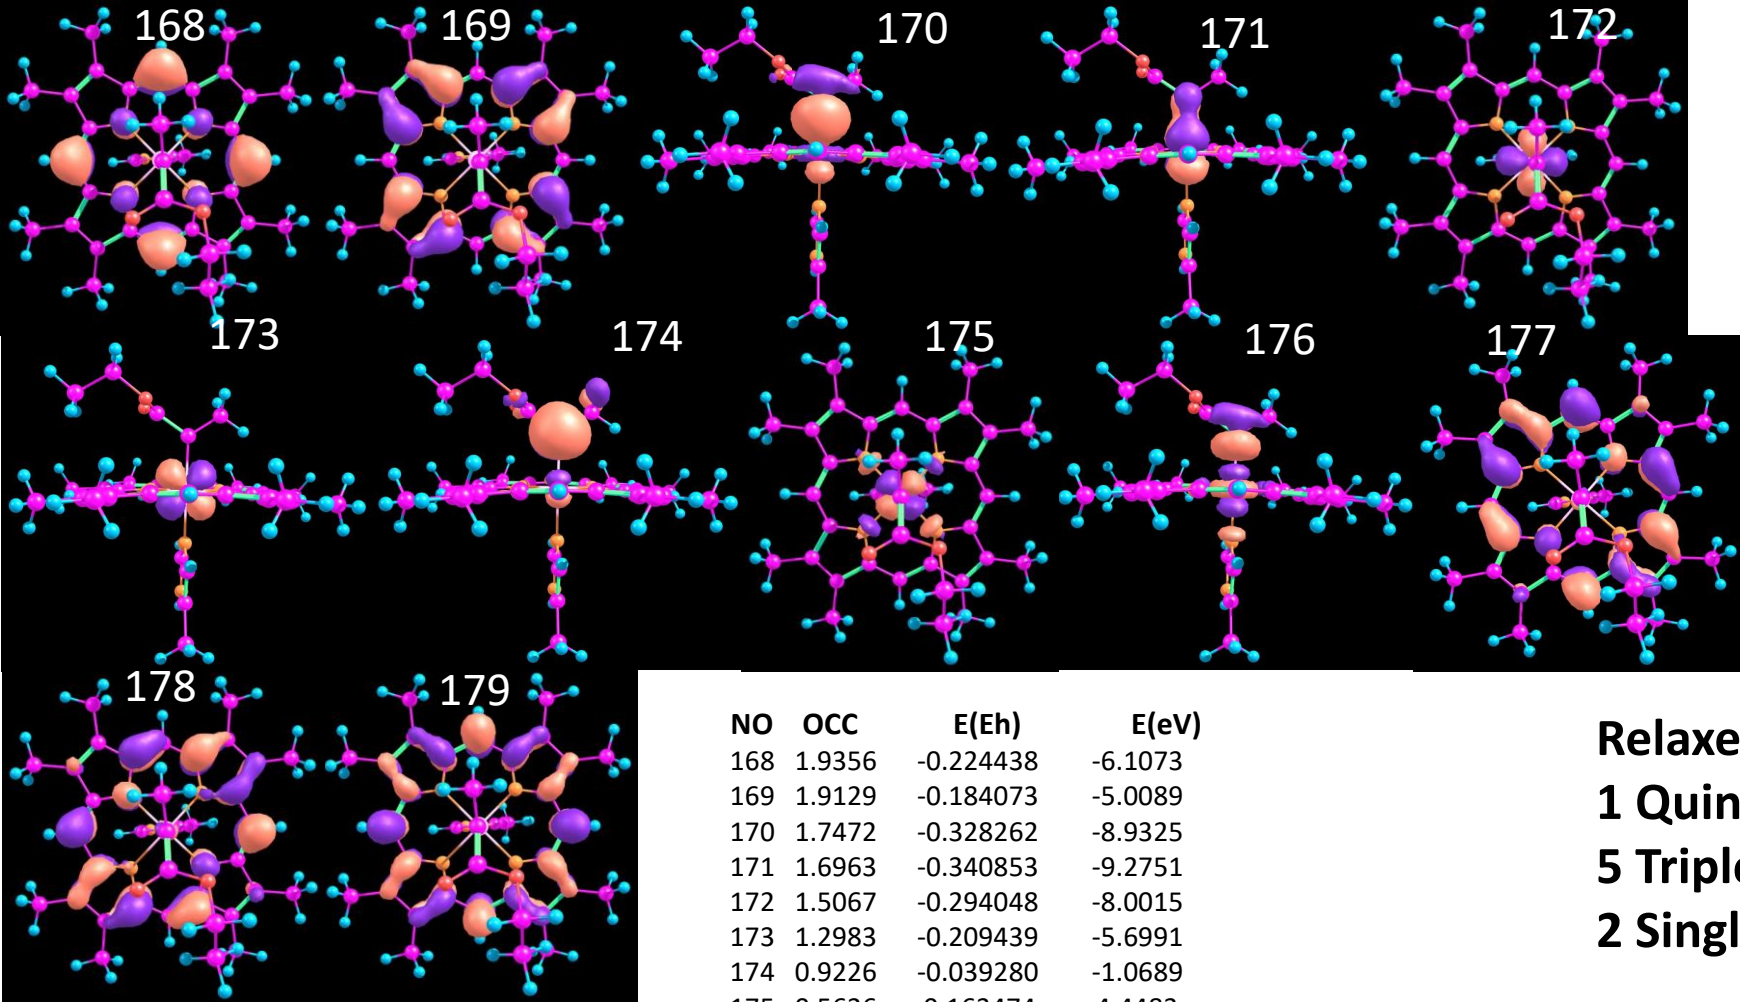 168 169 170 171 172
173 174 175 176 177
178 179
NO OCC E(Eh) E(eV)
168 1.9356 -0.224438 -6.1073
169 1.9129 -0.184073 -5.0089
170 1.7472 -0.328262 -8.9325
171 1.6963 -0.340853 -9.2751
172 1.5067 -0.294048 -8.0015
173 1.2983 -0.209439 -5.6991
174 0.9226 -0.039280 -1.0689
Relaxe
1 Quin
5 Triple
2 Singl